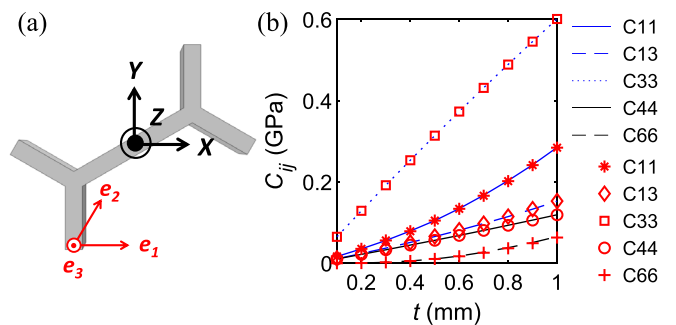 (a)
Y
Z
X
e2
e3
e1
(b)
Cij (GPa)
0.6
0.4
0.2
0
0.2 0.4 0.6 0.8 1
t (mm)
C11
C13
C33
C44
C66
C11
C13
C33
C44
C66